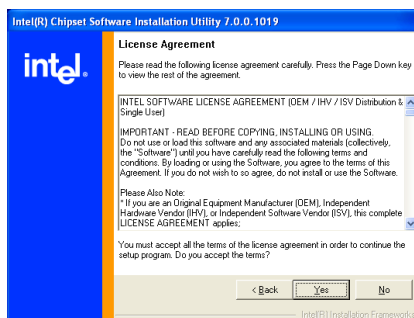 Intel(R) Chipset Software Installation Utility 7.0.0.1019
intel.
License Agreement
Please read the following license agreement carefully. Press the Page Down key
to view the rest of the agreement.
INTEL SOFTWARE LICENSE AGREEMENT (OEM / IHV / ISV Distribution &
Single User)
IMPORTANT - READ BEFORE COPYING, INSTALLING OR USING.
Do not use or load this software and any associated materials (collectively,
the "Software") until you have carefully read the following terms and
conditions. By loading or using the Software, you agree to the terms of this
Agreement. If you do not wish to so agree, do not install or use the Software.
Please Also Note:
* If you are an Original Equipment Manufacturer (OEM), Independent
Hardware Vendor (IHV), or Independent Software Vendor (ISV), this complete
LICENSE AGREEMENT applies;
You must accept all the terms of the license agreement in order to continue the
setup program. Do you accept the terms?
< Back Yes No
Intel(R) Installation Frameworks